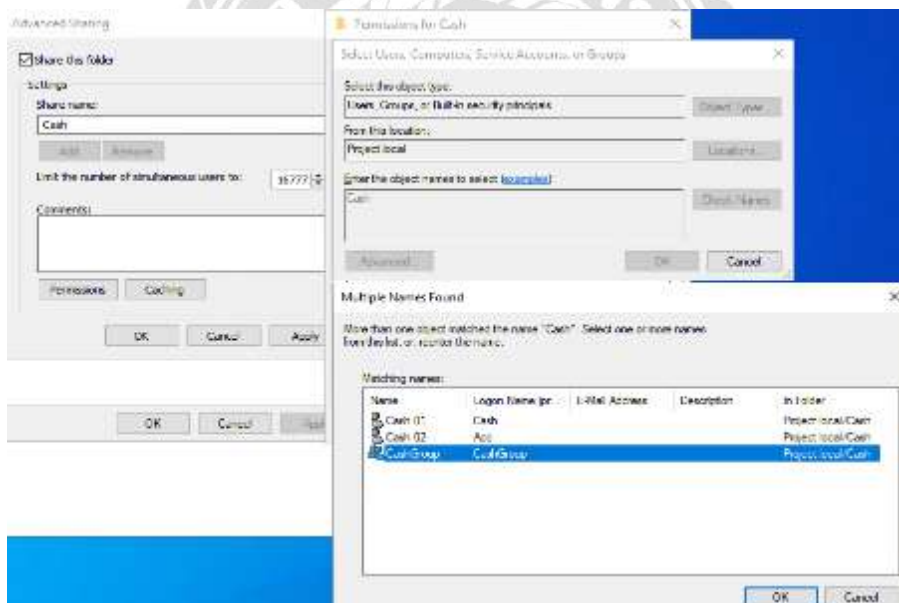 Advanced Sharing
Share this folder
Settings
Share name:
Cash
Add Remove
Limit the number of simultaneous users to: 16777
Comments:
Permissions Caching
OK Cancel Apply
OK Cancel Apply
Permissions for Cash
Select Users, Computers, Service Accounts, or Groups
Select this object type:
Users, Groups, or Built-in security principals Object Types...
From this location:
Project.local Locations...
Enter the object names to select (examples):
Cash Check Names
Advanced... OK Cancel
Multiple Names Found
More than one object matched the name "Cash". Select one or more names
from this list, or, reenter the name.
Matching names:
Name Logon Name (pr... E-Mail Address Description In Folder
Cash 01 Cash Project.local/Cash
Cash 02 Project.local/Cash
CashGroup CashGroup Project.local/Cash
OK Cancel